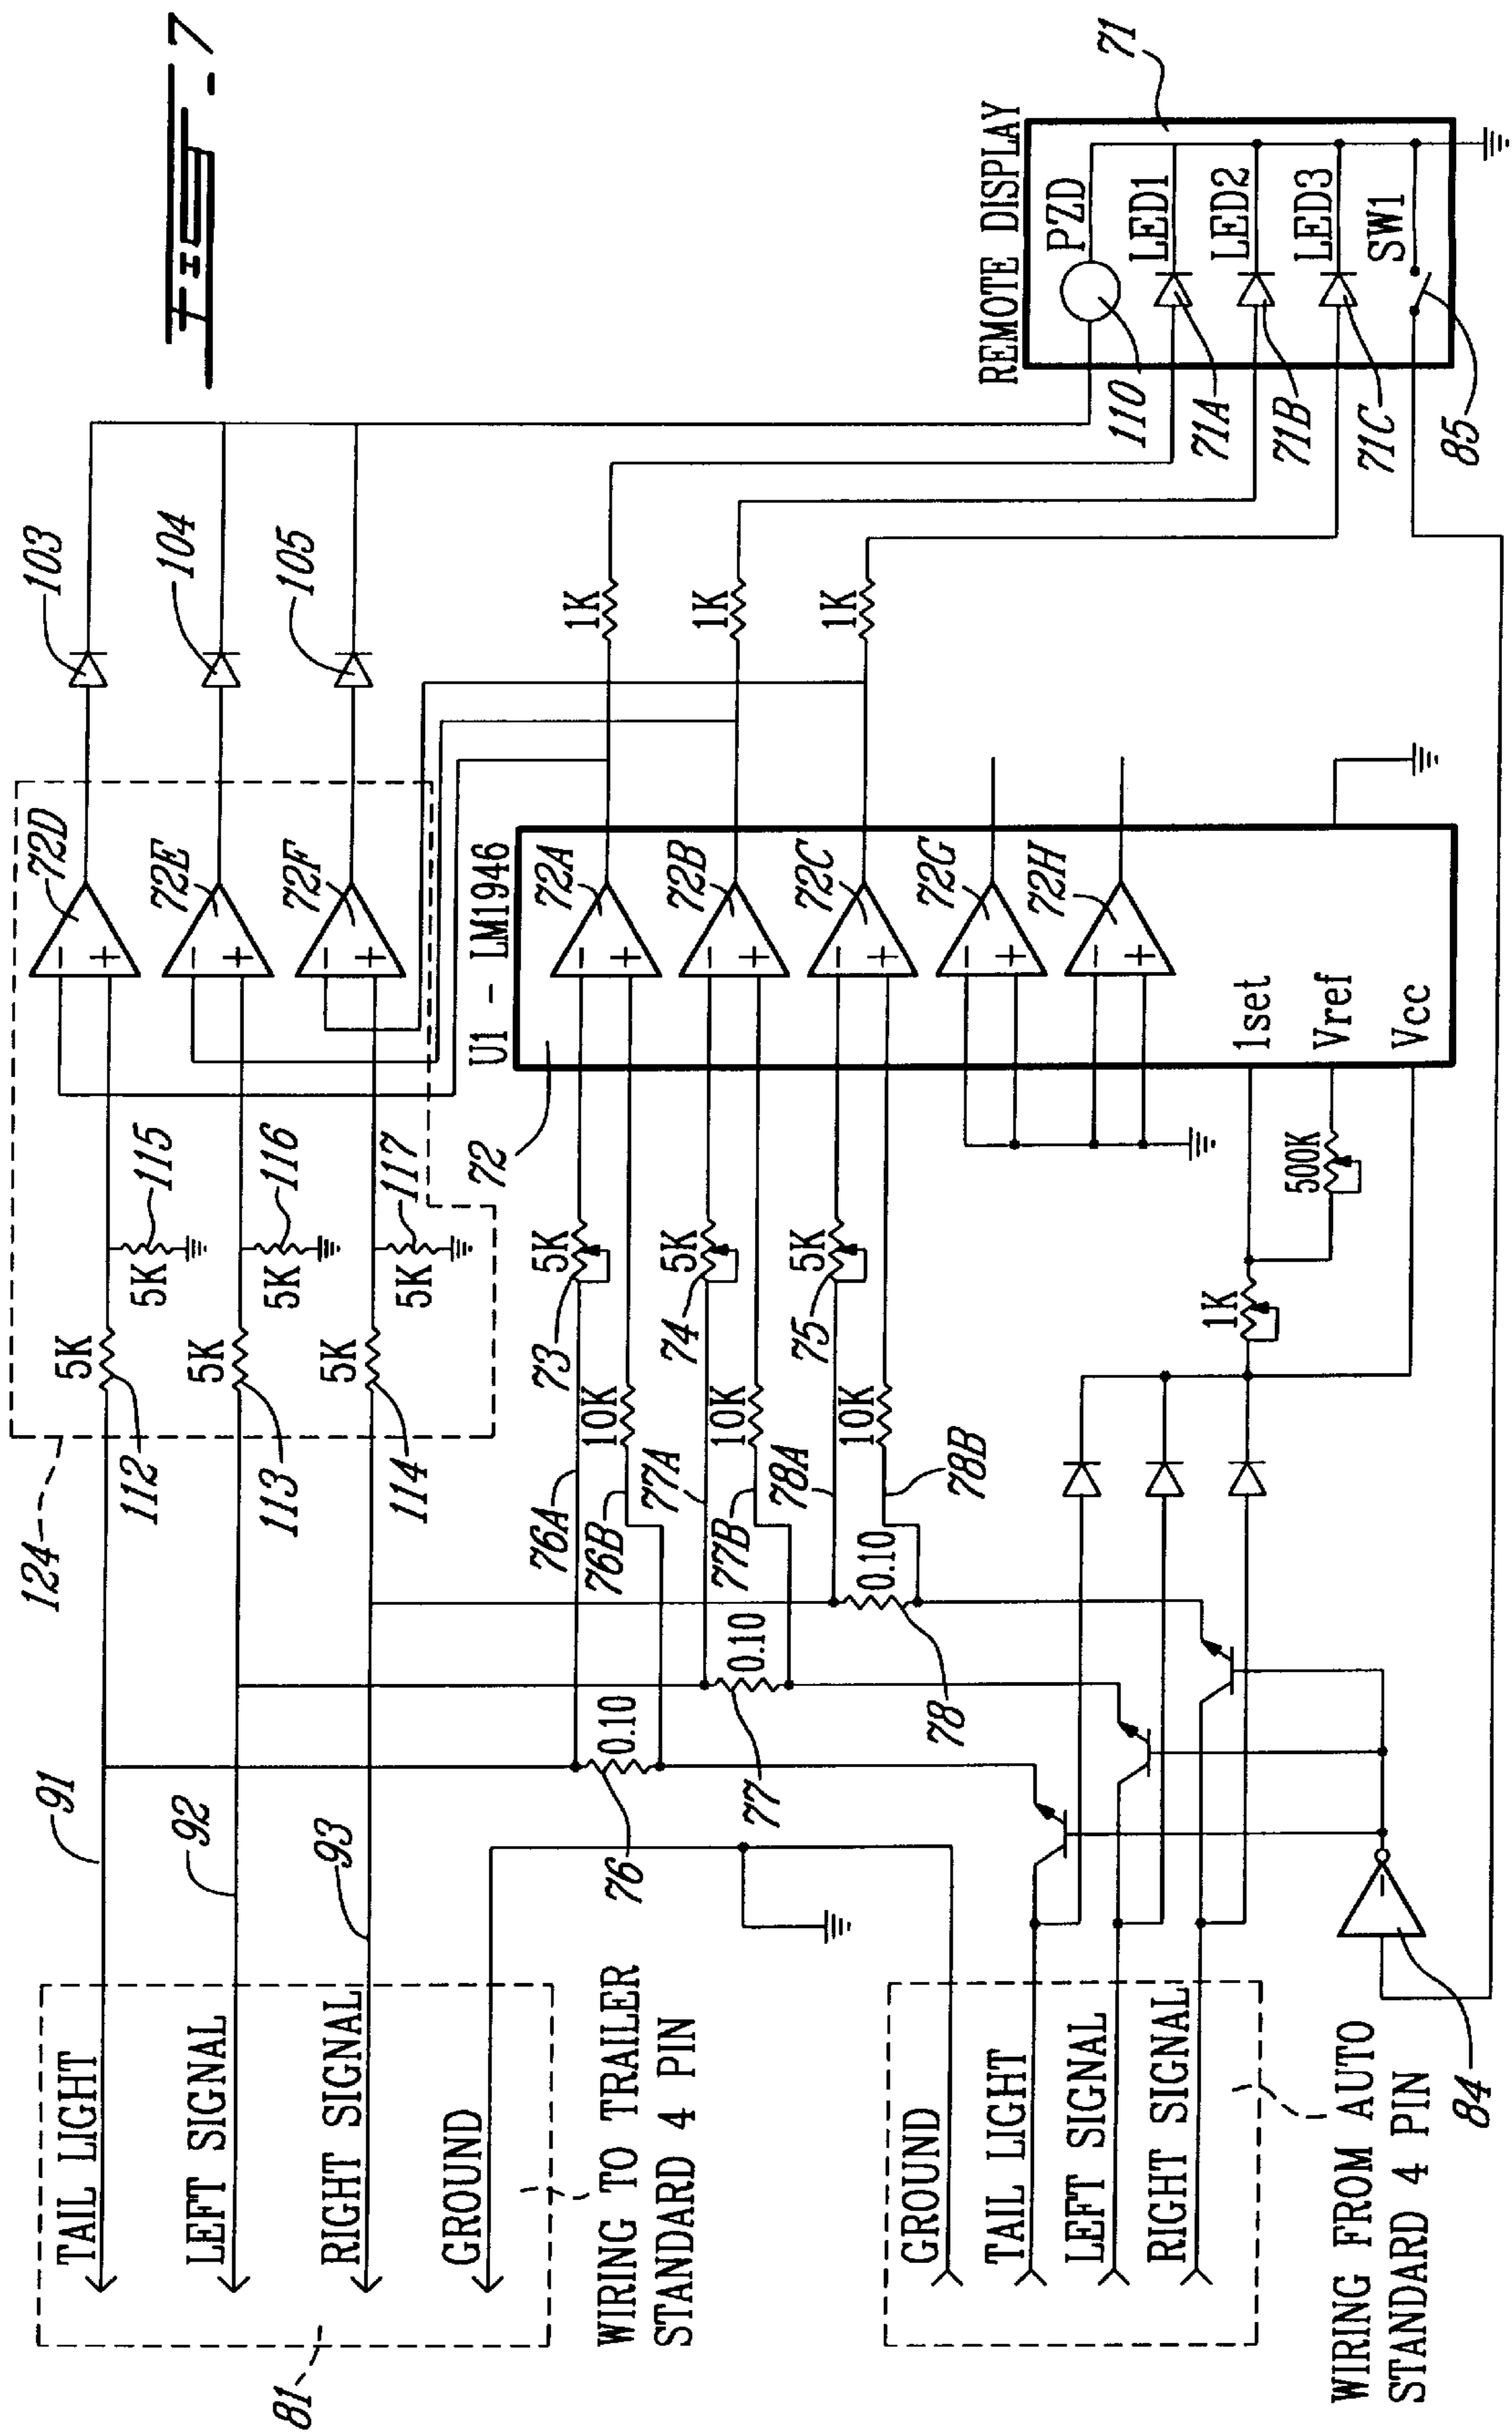 FIG-7
124
TAIL LIGHT
91
112
5K
5K
115
72D
103
LEFT SIGNAL
92
113
5K
5K
116
72E
104
RIGHT SIGNAL
93
114
5K
5K
117
72F
105
GROUND
81
WIRING TO TRAILER
STANDARD 4 PIN
72
U1 - LM1946
76A
73
5K
72A
1K
76B
10K
76
0.10
77A
74
5K
72B
1K
77B
10K
77
0.10
78A
75
5K
72C
1K
78B
10K
78
0.10
72G
72H
1set
Vref
Vcc
1K
500K
GROUND
TAIL LIGHT
LEFT SIGNAL
RIGHT SIGNAL
WIRING FROM AUTO
STANDARD 4 PIN
84
REMOTE DISPLAY
71
PZD
110
LED1
71A
LED2
71B
LED3
71C
SW1
85
- + - + - +
- + - + - + - + - +
-